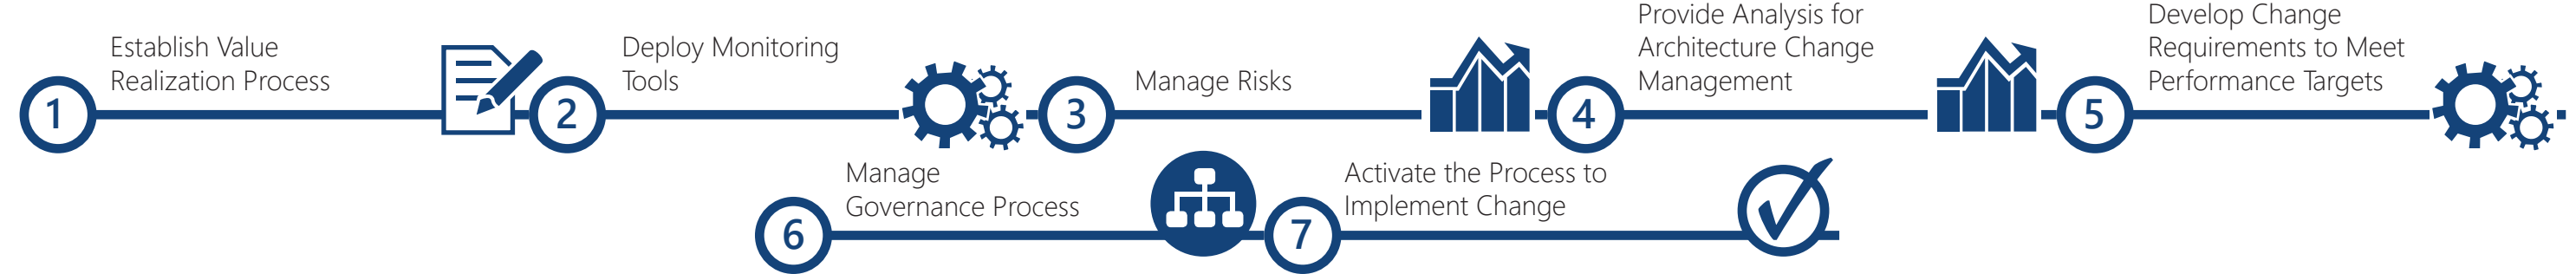 1
Establish Value
Realization Process
2
Deploy Monitoring
Tools
3
Manage Risks
4
Provide Analysis for
Architecture Change
Management
5
Develop Change
Requirements to Meet
Performance Targets
6
Manage
Governance Process
7
Activate the Process to
Implement Change